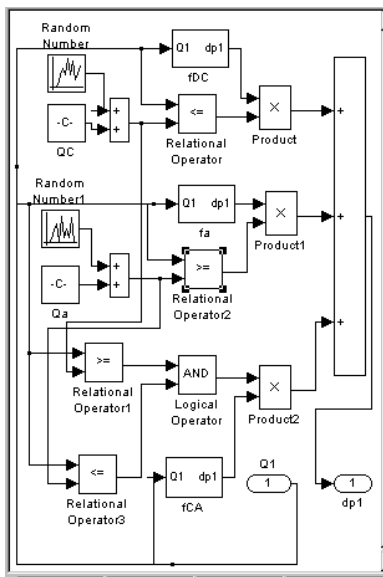 Random
Number
Q1 dp1
fDC
-C-
+
+
<=
×
+
QC
Relational
Operator
Product
Random
Number1
Q1 dp1
fa
×
+
Product1
-C-
+
+
>=
Qa
Relational
Operator2
>=
AND
×
+
Relational
Operator1
Logical
Operator
Product2
<=
Q1 dp1
Q1
1
1
Relational
Operator3
fCA
dp1